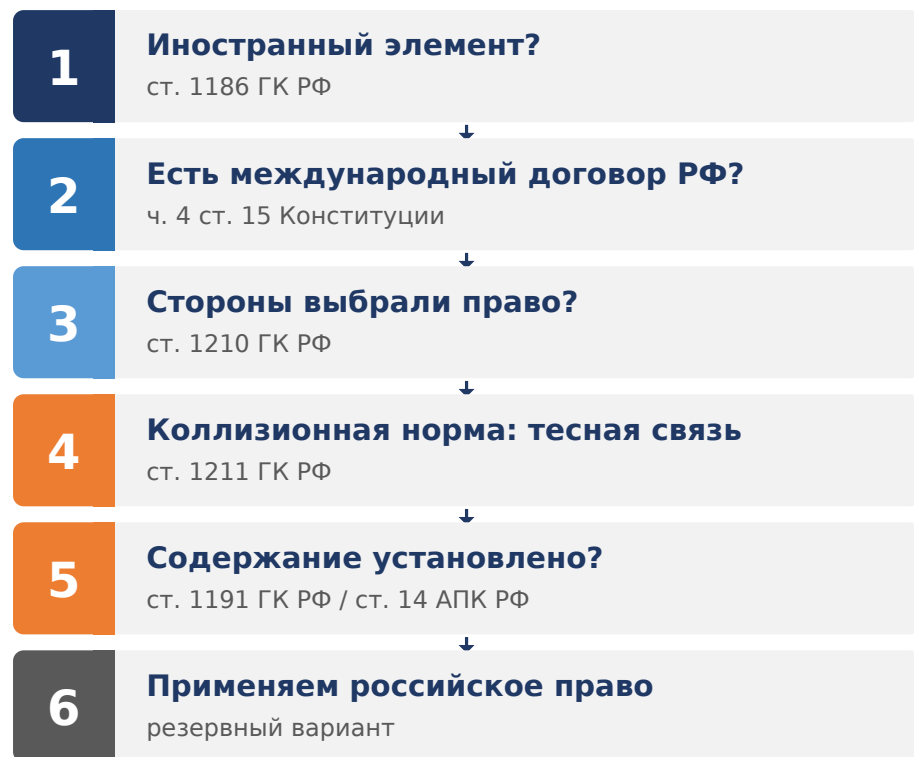 1
Иностранный элемент?
ст. 1186 ГК РФ
2
Есть международный договор РФ?
ч. 4 ст. 15 Конституции
3
Стороны выбрали право?
ст. 1210 ГК РФ
4
Коллизионная норма: тесная связь
ст. 1211 ГК РФ
5
Содержание установлено?
ст. 1191 ГК РФ / ст. 14 АПК РФ
6
Применяем российское право
резервный вариант